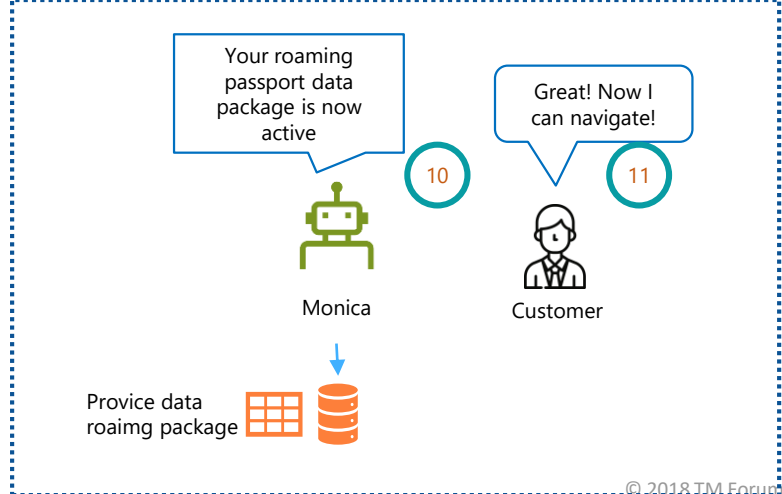 Your roaming
passport data
package is now
active
Great! Now I
can navigate!
10
11
Monica
Customer
Provice data
roaimg package
© 2018 TM Forum